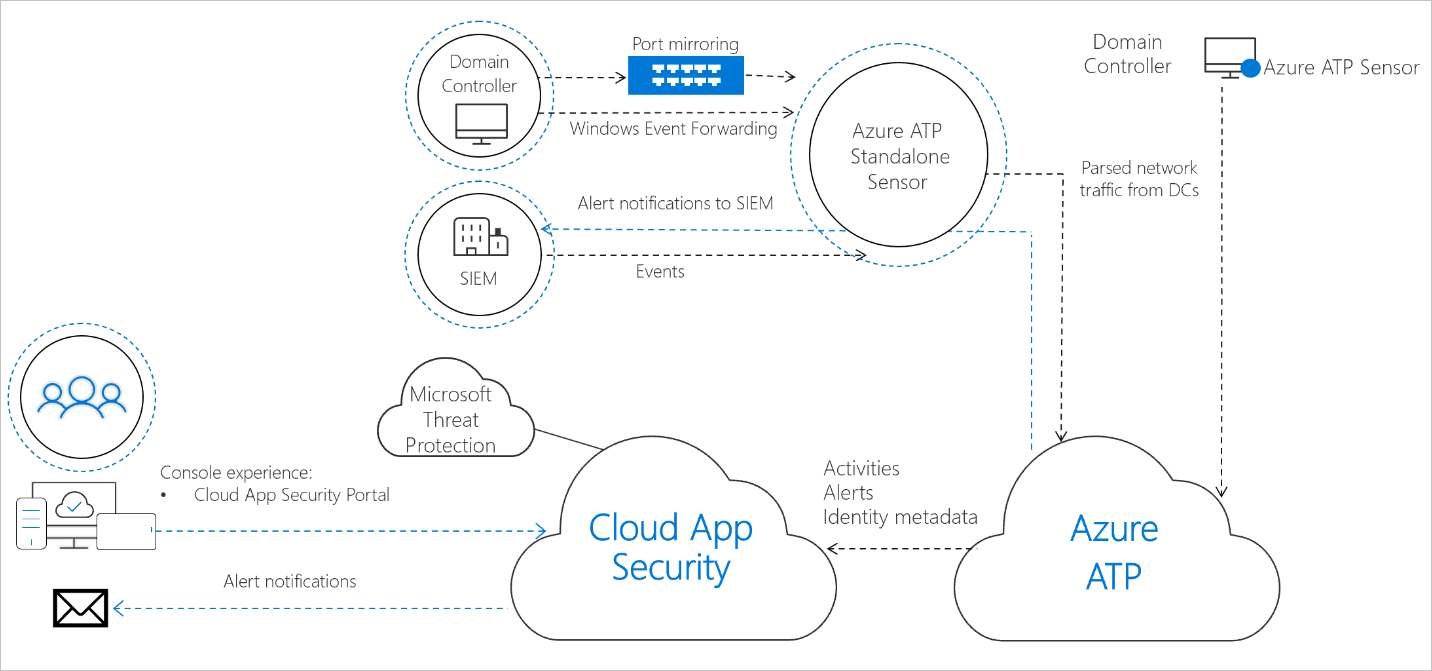 Domain
Controller
Port mirroring
Windows Event Forwarding
Azure ATP
Standalone
Sensor
Domain
Controller
Azure ATP Sensor
Parsed network
traffic from DCs
Alert notifications to SIEM
SIEM
Events
Microsoft
Threat
Protection
Console experience:
• Cloud App Security Portal
Cloud App
Security
Activities
Alerts
Identity metadata
Azure
ATP
Alert notifications